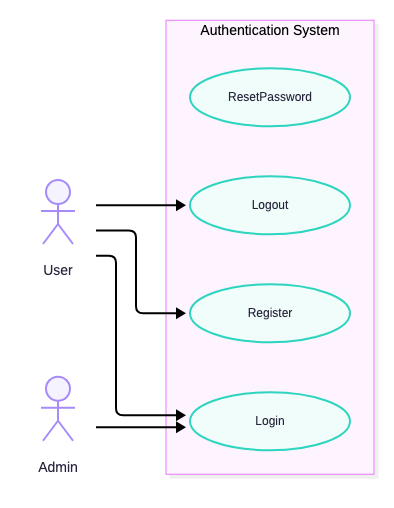 Authentication System
ResetPassword
Logout
User
Register
Login
Admin